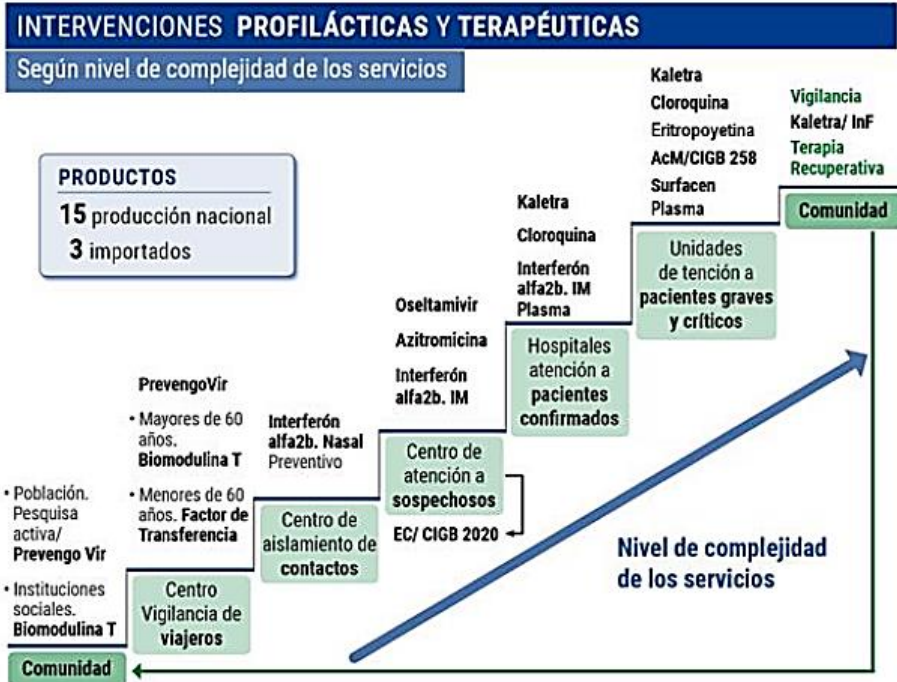 INTERVENCIONES PROFILÁCTICAS Y TERAPÉUTICAS
Según nivel de complejidad de los servicios
PRODUCTOS
15 producción nacional
3 importados
• Población.
Pesquisa
activa/
Prevengo Vir
• Instituciones
sociales.
Biomodulina T
Comunidad
PrevengoVir
• Mayores de 60
años.
Biomodulina T
• Menores de 60
años. Factor de
Transferencia
Centro
Vigilancia de
viajeros
Interferón
alfa2b. Nasal
Preventivo
Centro de
aislamiento de
contactos
Oseltamivir
Azitromicina
Interferón
alfa2b. IM
Centro de
atención a
sospechosos
EC/ CIGB 2020
Kaletra
Cloroquina
Interferón
alfa2b. IM
Plasma
Hospitales
atención a
pacientes
confirmados
Kaletra
Cloroquina
Eritropoyetina
AcM/CIGB 258
Surfacen
Plasma
Unidades
de tención a
pacientes graves
y críticos
Vigilancia
Kaletra/ InF
Terapia
Recuperativa
Comunidad
Nivel de complejidad
de los servicios